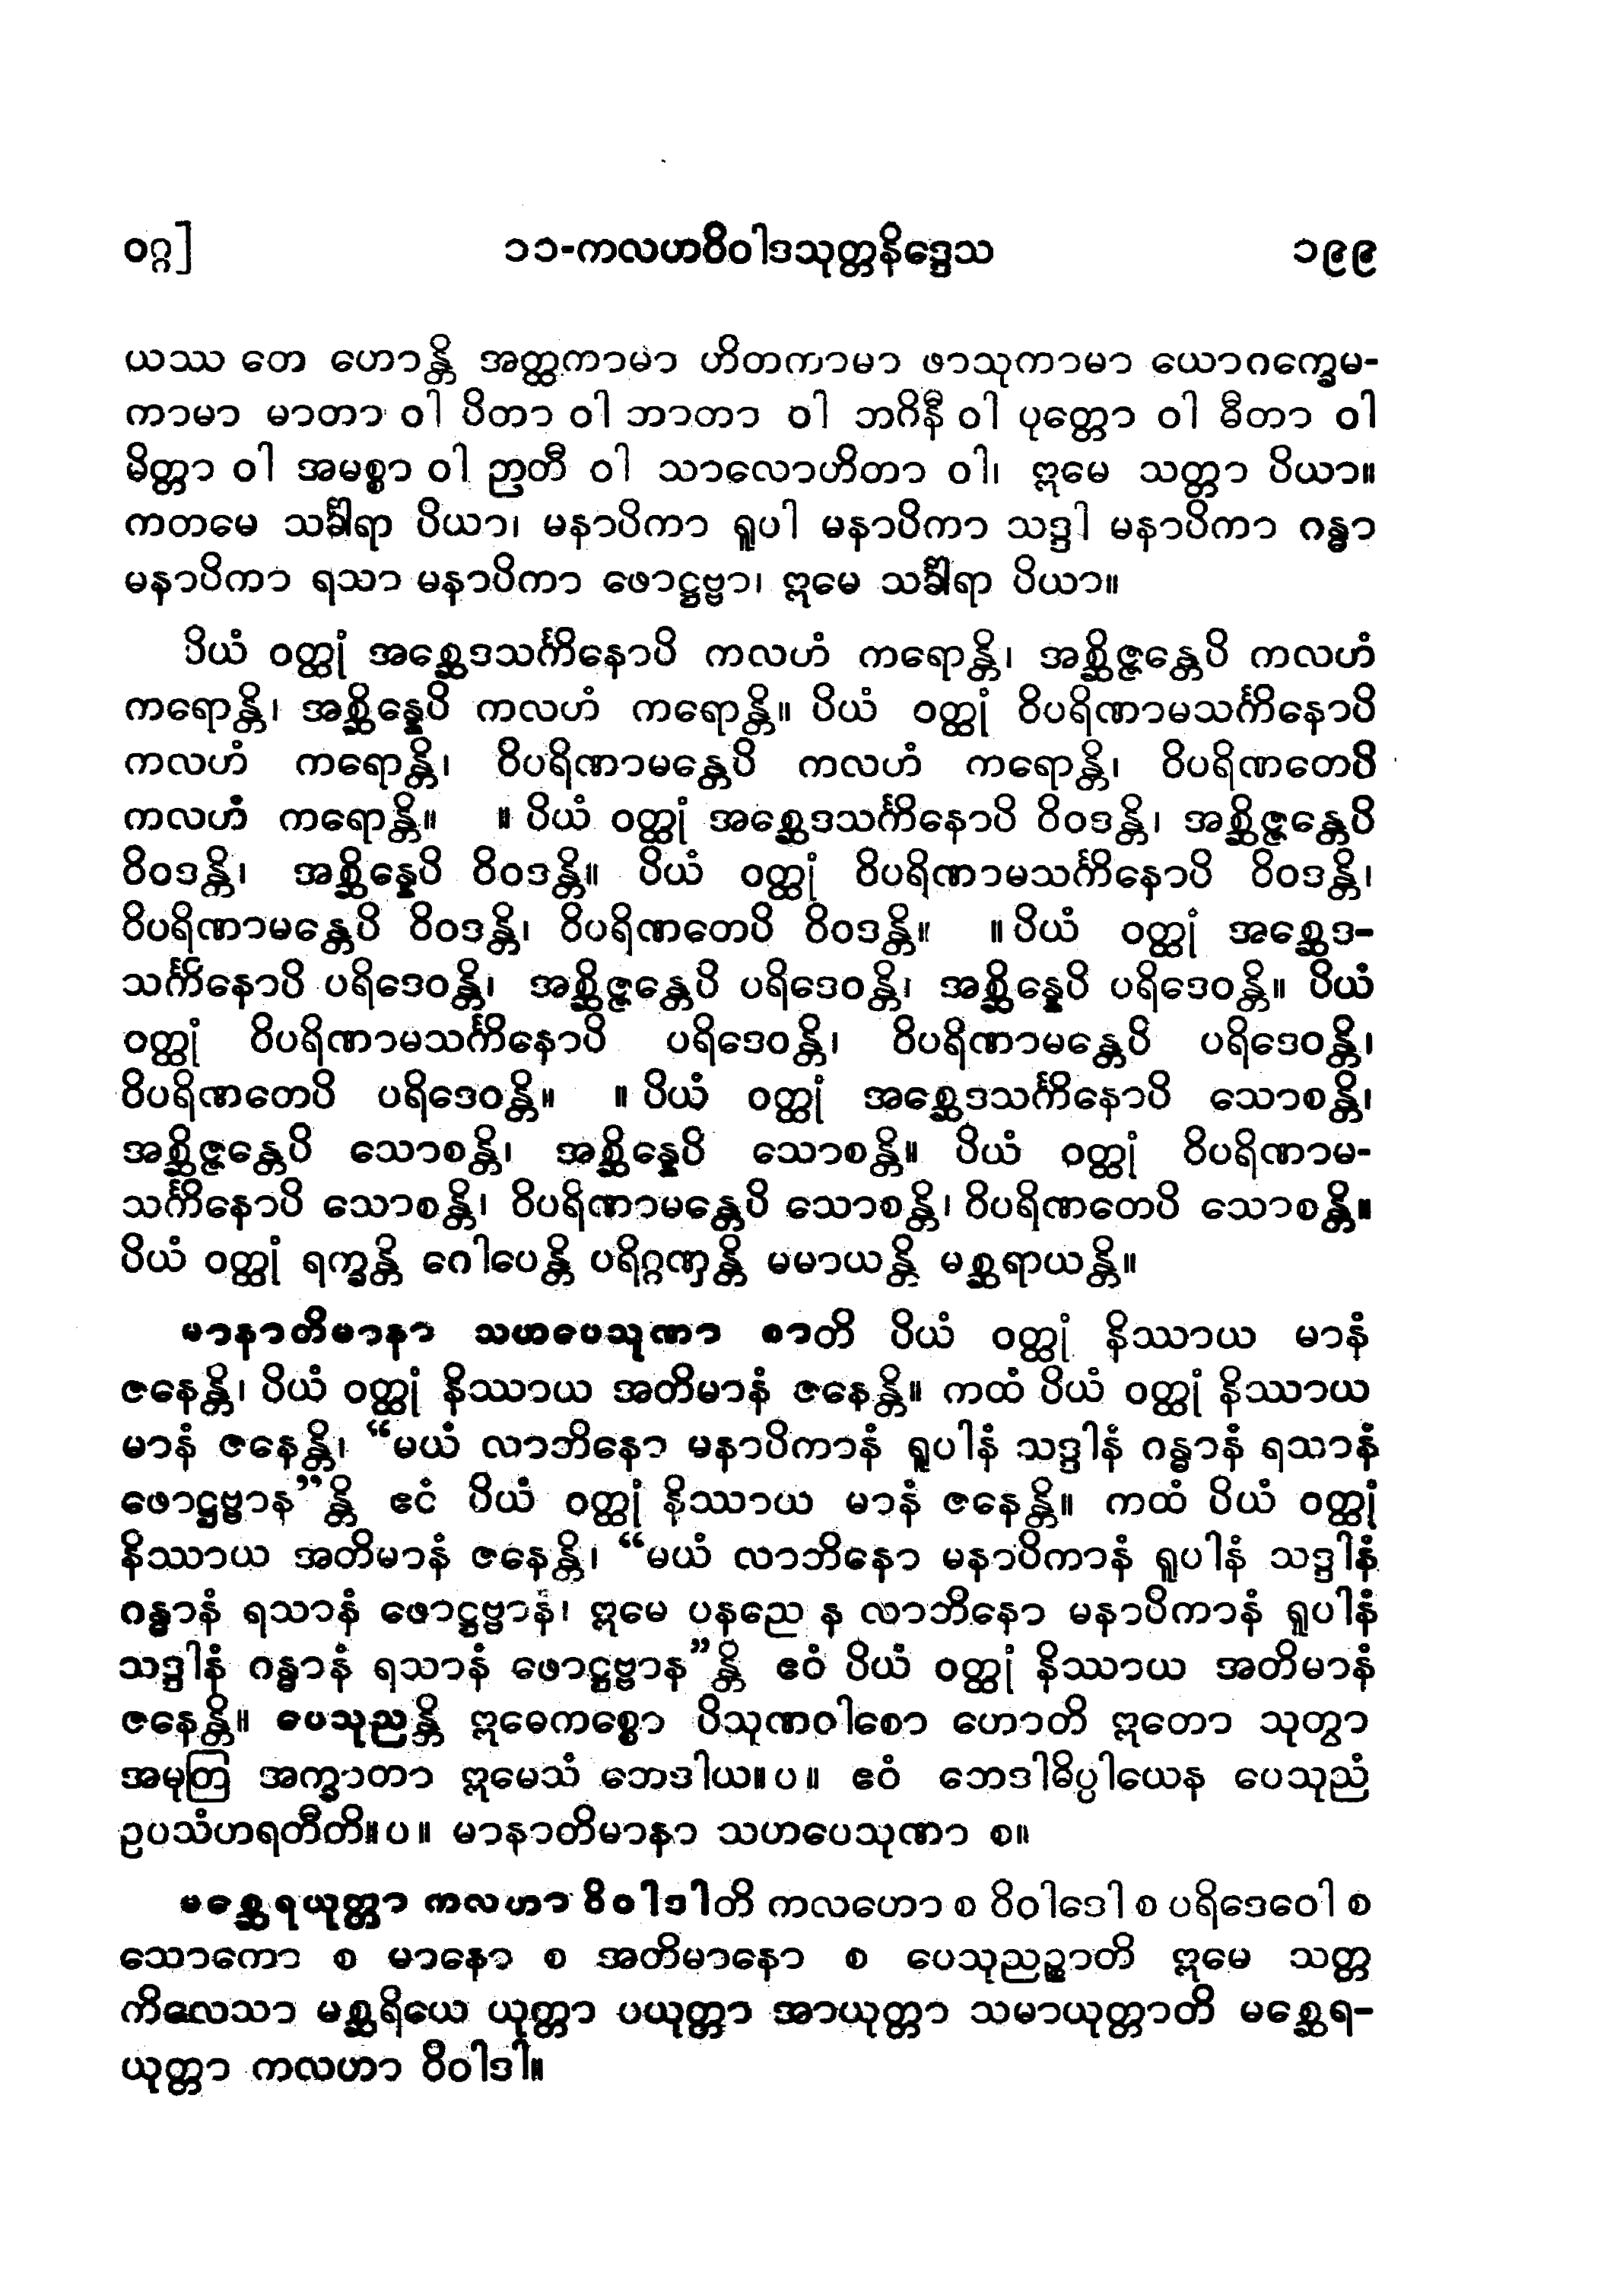 ဝဂ္ဂ] ၁၁-ကလဟဝိဝါဒသုတ္တနိဒ္ဒေသ ၁၉၉
ယဿ တေ ဟောန္တိ အတ္ထကာမာ ဟိတကာမာ ဖာသုကာမာ ယောဂက္ခေမ-
ကာမာ မာတာ ဝါ ပိတာ ဝါ ဘာတာ ဝါ ဘဂိနီ ဝါ ပုတ္တော ဝါ ဓီတာ ဝါ
မိတ္တာ ဝါ အမစ္စာ ဝါ ဉာတီ ဝါ သာလောဟိတာ ဝါ၊ ဣမေ သတ္တာ ပိယာ။
ကတမေ သင်္ခါရာ ပိယာ၊ မနာပိကာ ရူပါ မနာပိကာ သဒ္ဒါ မနာပိကာ ဂန္ဓာ
မနာပိကာ ရသာ မနာပိကာ ဖောဋ္ဌဗ္ဗာ၊ ဣမေ သင်္ခါရာ ပိယာ။
ပိယံ ဝတ္ထုံ အစ္ဆေဒသင်္ကိနောပိ ကလဟံ ကရောန္တိ၊ အစ္ဆိဇ္ဇန္တေပိ ကလဟံ
ကရောန္တိ၊ အစ္ဆိန္နေပိ ကလဟံ ကရောန္တိ။ ပိယံ ဝတ္ထုံ ဝိပရိဏာမသင်္ကိနောပိ
ကလဟံ ကရောန္တိ၊ ဝိပရိဏာမန္တေပိ ကလဟံ ကရောန္တိ၊ ဝိပရိဏတေပိ
ကလဟံ ကရောန္တိ။ ။ ပိယံ ဝတ္ထုံ အစ္ဆေဒသင်္ကိနောပိ ဝိဝဒန္တိ၊ အစ္ဆိဇ္ဇန္တေပိ
ဝိဝဒန္တိ၊ အစ္ဆိန္နေပိ ဝိဝဒန္တိ။ ပိယံ ဝတ္ထုံ ဝိပရိဏာမသင်္ကိနောပိ ဝိဝဒန္တိ၊
ဝိပရိဏာမန္တေပိ ဝိဝဒန္တိ၊ ဝိပရိဏတေပိ ဝိဝဒန္တိ။ ။ ပိယံ ဝတ္ထုံ အစ္ဆေဒ-
သင်္ကိနောပိ ပရိဒေဝန္တိ၊ အစ္ဆိဇ္ဇန္တေပိ ပရိဒေဝန္တိ၊ အစ္ဆိန္နေပိ ပရိဒေဝန္တိ။ ပိယံ
ဝတ္ထုံ ဝိပရိဏာမသင်္ကိနောပိ ပရိဒေဝန္တိ၊ ဝိပရိဏာမန္တေပိ ပရိဒေဝန္တိ၊
ဝိပရိဏတေပိ ပရိဒေဝန္တိ။ ။ ပိယံ ဝတ္ထုံ အစ္ဆေဒသင်္ကိနောပိ သောစန္တိ၊
အစ္ဆိဇ္ဇန္တေပိ သောစန္တိ၊ အစ္ဆိန္နေပိ သောစန္တိ။ ပိယံ ဝတ္ထုံ ဝိပရိဏာမ-
သင်္ကိနောပိ သောစန္တိ၊ ဝိပရိဏာမန္တေပိ သောစန္တိ၊ ဝိပရိဏတေပိ သောစန္တိ။
ပိယံ ဝတ္ထုံ ရက္ခန္တိ ဂေါပေန္တိ ပရိဂ္ဂဏှန္တိ မမာယန္တိ မစ္ဆရာယန္တိ။
မာနာတိမာနာ သဟပေသုဏာ စာတိ ပိယံ ဝတ္ထုံ နိဿာယ မာနံ
ဇနေန္တိ၊ ပိယံ ဝတ္ထုံ နိဿာယ အတိမာနံ ဇနေန္တိ။ ကထံ ပိယံ ဝတ္ထုံ နိဿာယ
မာနံ ဇနေန္တိ၊ “မယံ လာဘိနော မနာပိကာနံ ရူပါနံ သဒ္ဒါနံ ဂန္ဓာနံ ရသာနံ
ဖောဋ္ဌဗ္ဗာန”န္တိ ဧဝံ ပိယံ ဝတ္ထုံ နိဿာယ မာနံ ဇနေန္တိ။ ကထံ ပိယံ ဝတ္ထုံ
နိဿာယ အတိမာနံ ဇနေန္တိ၊ “မယံ လာဘိနော မနာပိကာနံ ရူပါနံ သဒ္ဒါနံ
ဂန္ဓာနံ ရသာနံ ဖောဋ္ဌဗ္ဗာနံ၊ ဣမေ ပနညေ န လာဘိနော မနာပိကာနံ ရူပါနံ
သဒ္ဒါနံ ဂန္ဓာနံ ရသာနံ ဖောဋ္ဌဗ္ဗာန”န္တိ ဧဝံ ပိယံ ဝတ္ထုံ နိဿာယ အတိမာနံ
ဇနေန္တိ။ ပေသုညန္တိ ဣဓေကစ္စော ပိသုဏဝါစော ဟောတိ ဣတော သုတွာ
အမုတြ အက္ခာတာ ဣမေသံ ဘေဒါယ။ပ။ ဧဝံ ဘေဒါဓိပ္ပါယေန ပေသုညံ
ဥပသံဟရတီတိ။ပ။ မာနာတိမာနာ သဟပေသုဏာ စ။
မစ္ဆေရယုတ္တာ ကလဟာ ဝိဝါဒါတိ ကလဟော စ ဝိဝါဒေါ စ ပရိဒေဝေါ စ
သောကော စ မာနော စ အတိမာနော စ ပေသုညဉ္စာတိ ဣမေ သတ္တ
ကိလေသာ မစ္ဆရိယေ ယုတ္တာ ပယုတ္တာ အာယုတ္တာ သမာယုတ္တာတိ မစ္ဆေရ-
ယုတ္တာ ကလဟာ ဝိဝါဒါ။